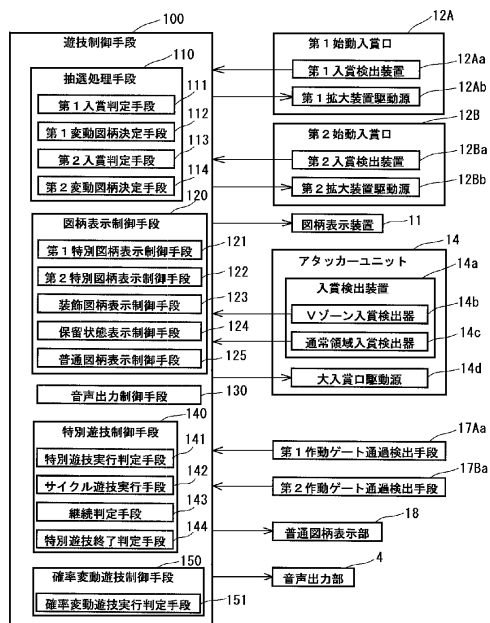 100
遊技制御手段
110
抽選処理手段
111
第1入賞判定手段
112
第1変動図柄決定手段
113
第2入賞判定手段
114
第2変動図柄決定手段
120
図柄表示制御手段
121
第1特別図柄表示制御手段
122
第2特別図柄表示制御手段
123
装飾図柄表示制御手段
124
保留状態表示制御手段
125
普通図柄表示制御手段
130
音声出力制御手段
140
特別遊技制御手段
141
特別遊技実行判定手段
142
サイクル遊技実行手段
143
継続判定手段
144
特別遊技終了判定手段
150
確率変動遊技制御手段
確率変動遊技実行判定手段
151
12A
第1始動入賞口
12Aa
第1入賞検出装置
12Ab
第1拡大装置駆動源
12B
第2始動入賞口
12Ba
第2入賞検出装置
12Bb
第2拡大装置駆動源
図柄表示装置
11
14
アタッカーユニット
14a
入賞検出装置
14b
Vゾーン入賞検出器
14c
通常領域入賞検出器
大入賞口駆動源
14d
17Aa
第1作動ゲート通過検出手段
17Ba
第2作動ゲート通過検出手段
18
普通図柄表示部
4
音声出力部